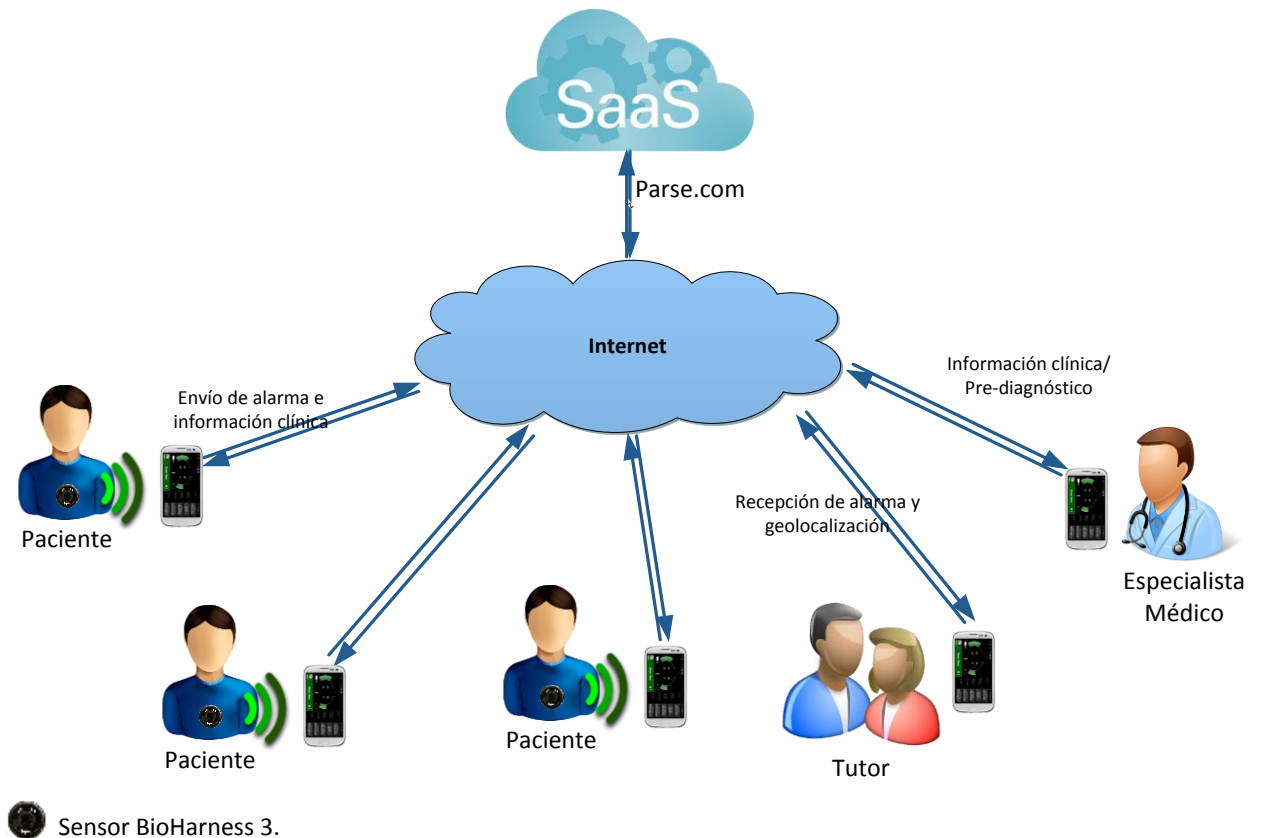 SaaS
Parse.com
Internet
Información clínica/
Pre-diagnóstico
Envío de alarma e
información clínica
Recepción de alarma y
geolocalización
Paciente
Especialista
Médico
Paciente
Paciente
Tutor
Sensor BioHarness 3.